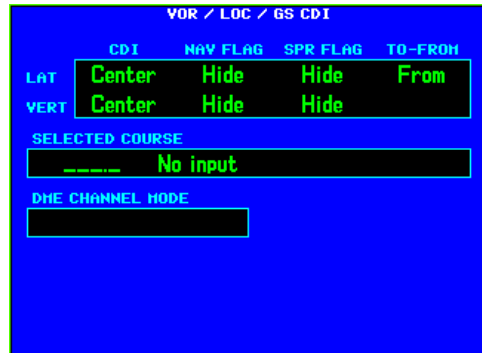 VOR / LOC / GS CDI
CDI NAV FLAG SPR FLAG TO-FROM
LAT Center Hide Hide From
VERT Center Hide Hide
SELECTED COURSE
___._ No input
DME CHANNEL MODE